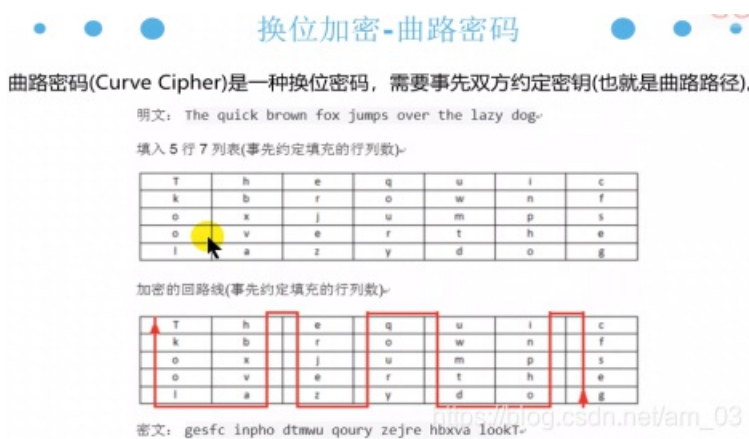 换位加密-曲路密码
曲路密码(Curve Cipher)是一种换位密码，需要事先双方约定密钥(也就是曲路路径)。
明文： The quick brown fox jumps over the lazy dog
填入 5 行 7 列表(事先约定填充的行列数)
T h e q u i c
k b r o w n f
o x j u m p s
o v e r t h e
l a z y d o g
加密的回路线(事先约定填充的行列数)
T h e q u i c
k b r o w n f
o x j u m p s
o v e r t h e
l a z y d o g
密文： gesfc inpho dtmwu qoury zejre hbxva lookT
https://blog.csdn.net/arn_03